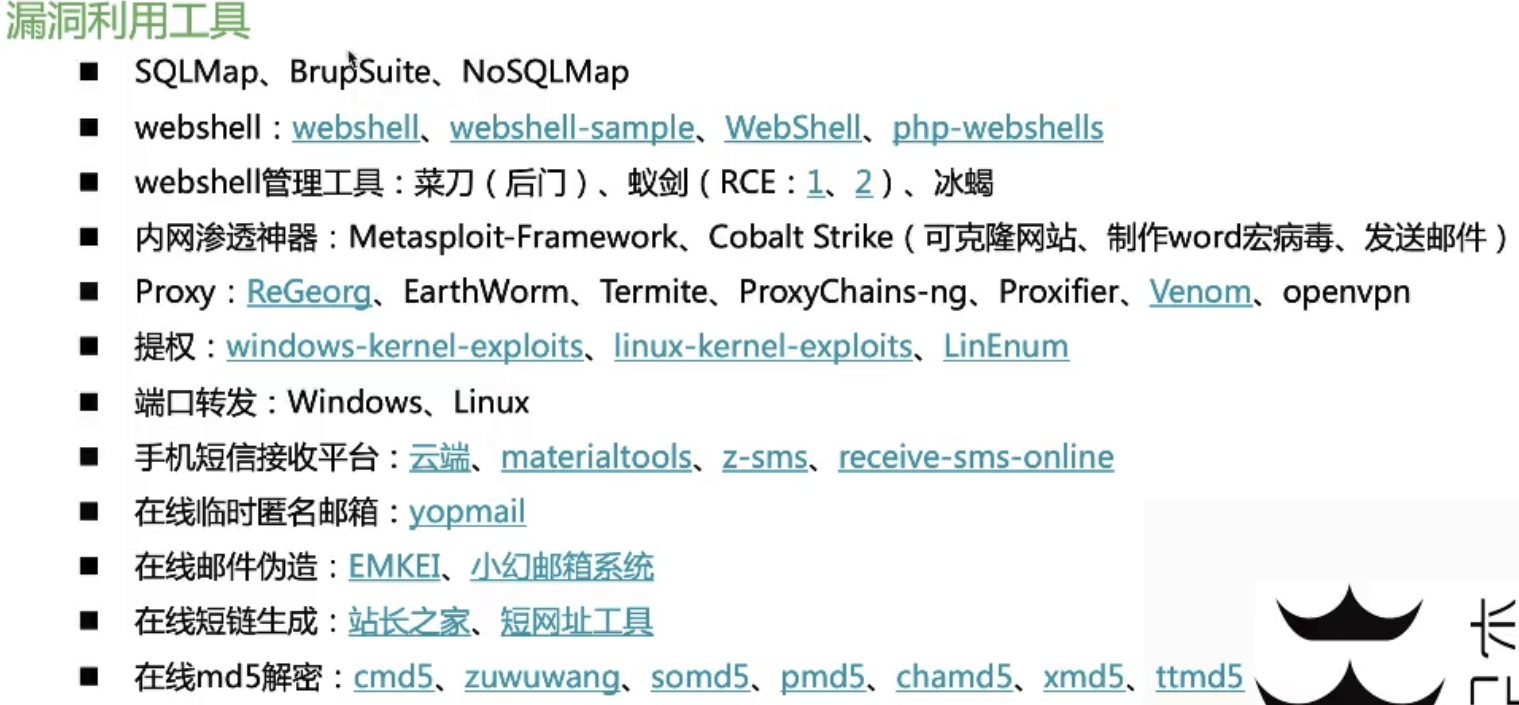 漏洞利用工具
■ SQLMap、BrupSuite、NoSQLMap
■ webshell：webshell、webshell-sample、WebShell、php-webshells
■ webshell管理工具：菜刀（后门）、蚁剑（RCE：1、2）、冰蝎
■ 内网渗透神器：Metasploit-Framework、Cobalt Strike（可克隆网站、制作word宏病毒、发送邮件）
■ Proxy：ReGeorg、EarthWorm、Termite、ProxyChains-ng、Proxifier、Venom、openvpn
■ 提权：windows-kernel-exploits、linux-kernel-exploits、LinEnum
■ 端口转发：Windows、Linux
■ 手机短信接收平台：云端、materialtools、z-sms、receive-sms-online
■ 在线临时匿名邮箱：yopmail
■ 在线邮件伪造：EMKEI、小幻邮箱系统
■ 在线短链生成：站长之家、短网址工具
■ 在线md5解密：cmd5、zuwuwang、somd5、pmd5、chamd5、xmd5、ttmd5